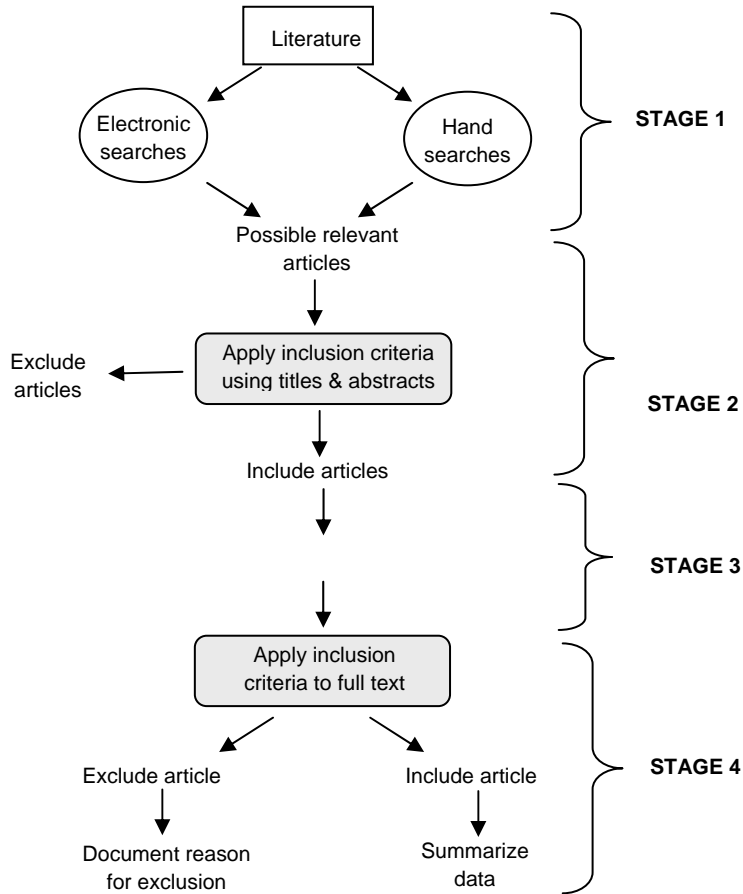 Literature
Electronic
searches
Hand
searches
STAGE 1
Possible relevant
articles
Apply inclusion criteria
using titles & abstracts
Exclude
articles
STAGE 2
Include articles
STAGE 3
Apply inclusion
criteria to full text
Exclude article
Include article
STAGE 4
Document reason
for exclusion
Summarize
data